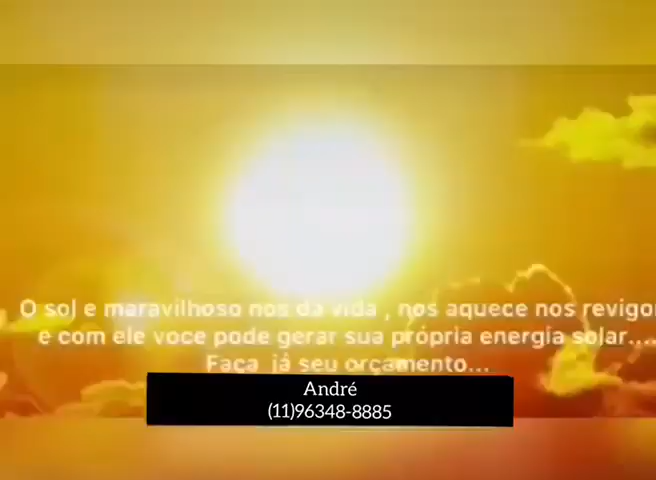 O sol e maravilhoso nos da vida , nos aquece nos revigo
e com ele voce pode gerar sua própria energia solar....
Faça já seu orçamento...
André
(11)96348-8885